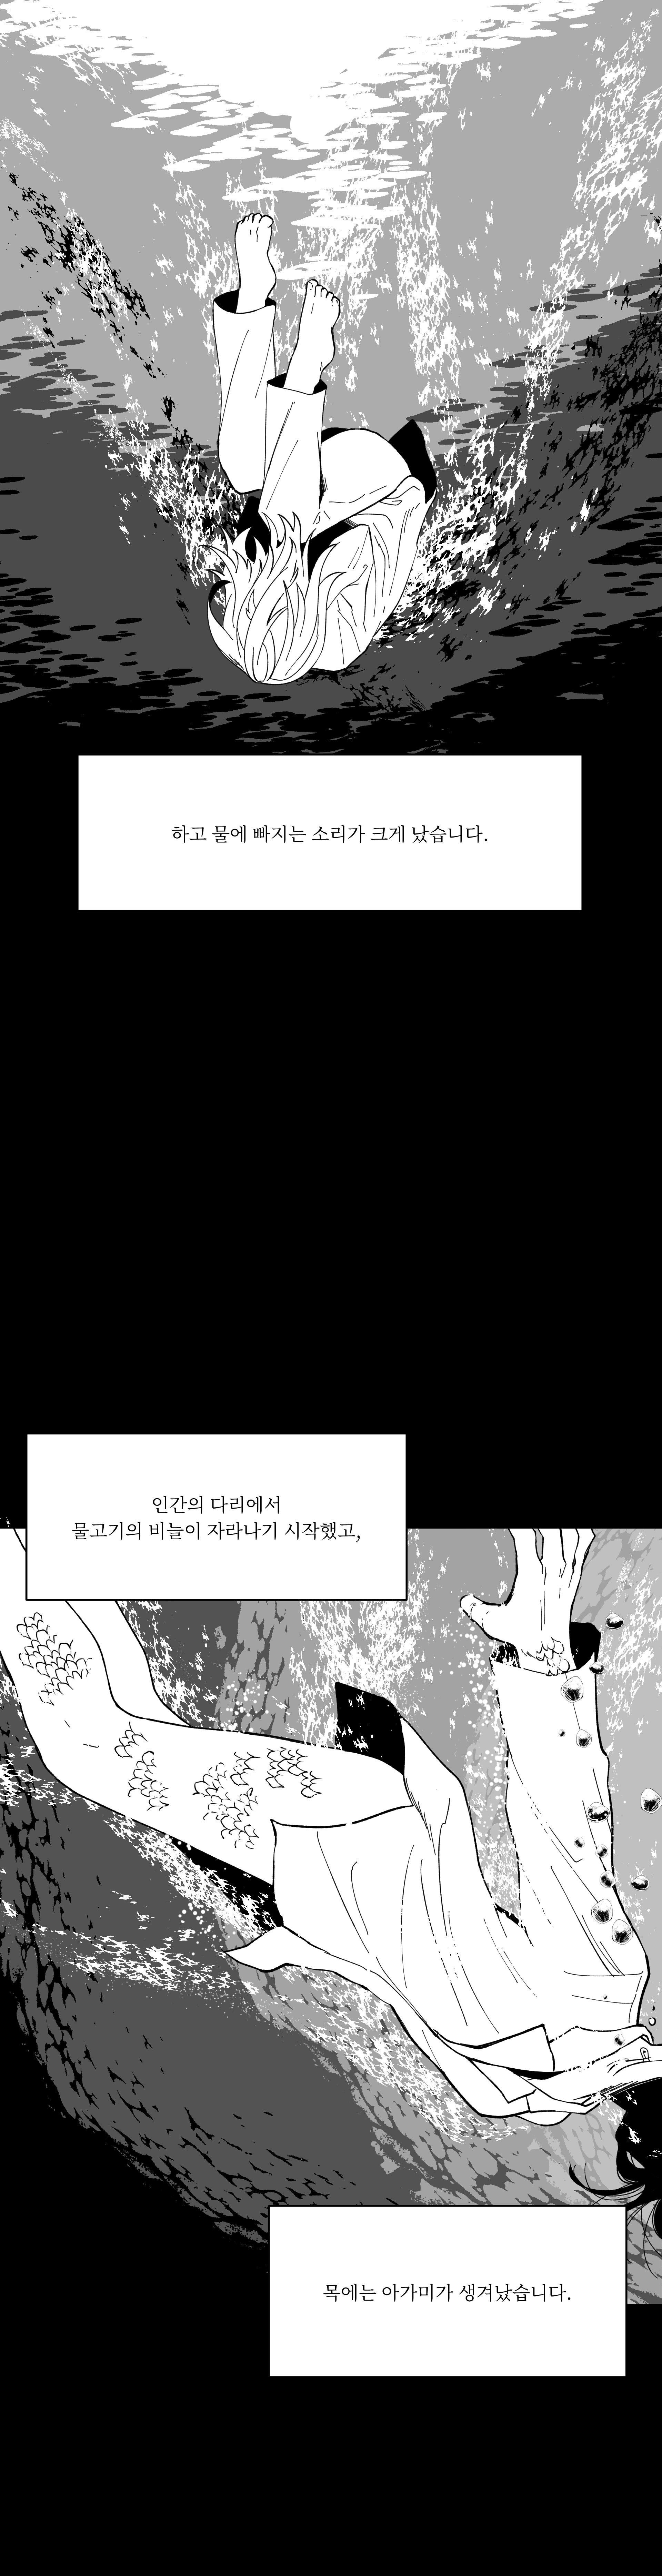 하고 물에 빠지는 소리가 크게 났습니다.
인간의 다리에서
물고기의 비늘이 자라나기 시작했고,
목에는 아가미가 생겨났습니다.